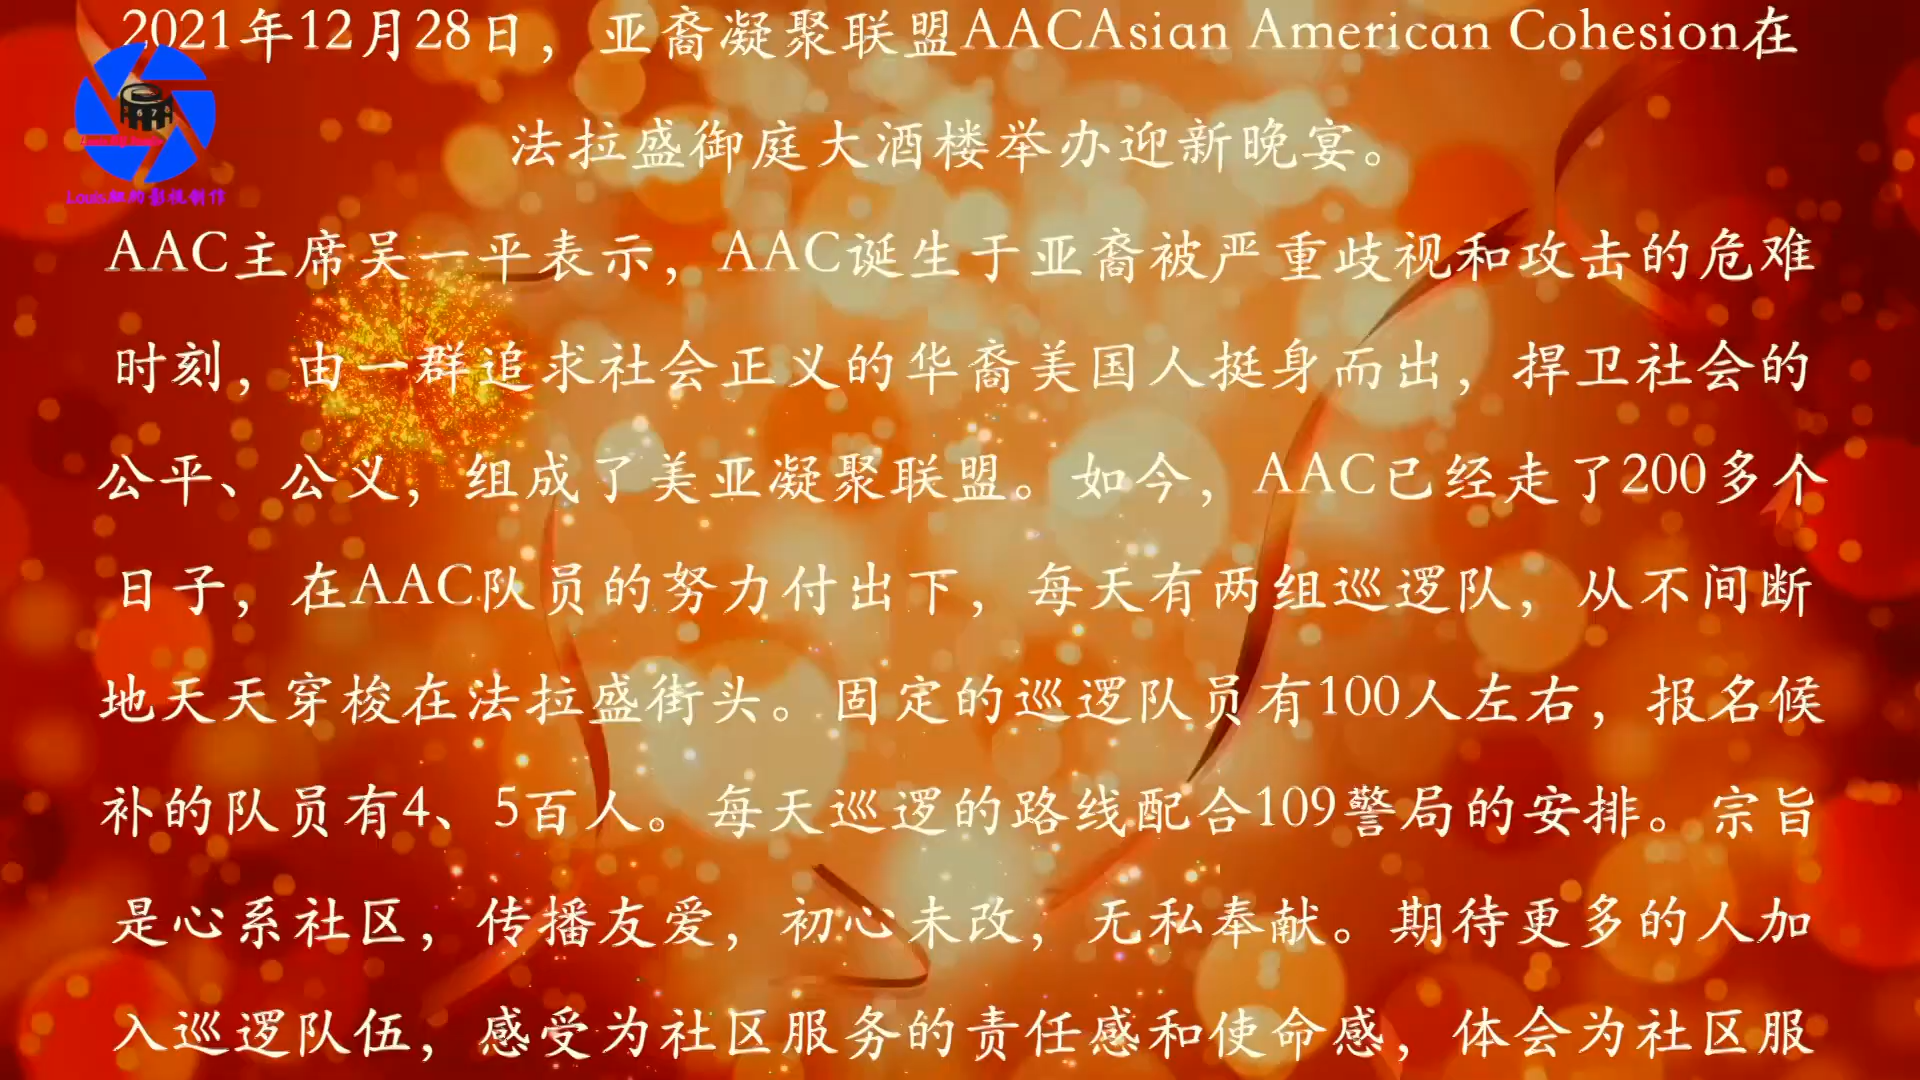 2021年12月28日，亚裔凝聚联盟AACAsian American Cohesion在
法拉盛御庭大酒楼举办迎新晚宴。
AAC主席吴一平表示，AAC诞生于亚裔被严重歧视和攻击的危难
时刻，由一群追求社会正义的华裔美国人挺身而出，捍卫社会的
公平、公义，组成了美亚凝聚联盟。如今，AAC已经走了200多个
日子，在AAC队员的努力付出下，每天有两组巡逻队，从不间断
地天天穿梭在法拉盛街头。固定的巡逻队员有100人左右，报名候
补的队员有4、5百人。每天巡逻的路线配合109警局的安排。宗旨
是心系社区，传播友爱，初心未改，无私奉献。期待更多的人加
入巡逻队伍，感受为社区服务的责任感和使命感，体会为社区服
Louis纽约影视创作